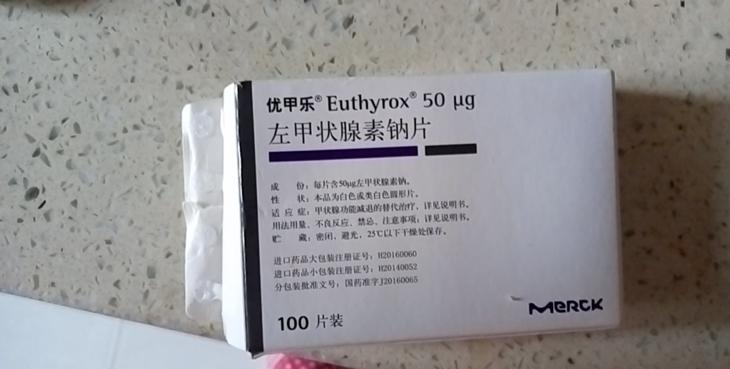 优甲乐® Euthyrox® 50 μg
左甲状腺素钠片
成 份：每片含50μg左甲状腺素钠。
性 状：本品为白色或类白色圆形片。
适 应 症：甲状腺功能减退的替代治疗，详见说明书。
用法用量、不良反应、禁忌、注意事项：详见说明书。
贮 藏：密闭、避光，25℃以下干燥处保存。
进口药品大包装注册证号：H20160060
进口药品小包装注册证号：H20140052
分包装批准文号：国药准字J20160065
100 片装
MERCK